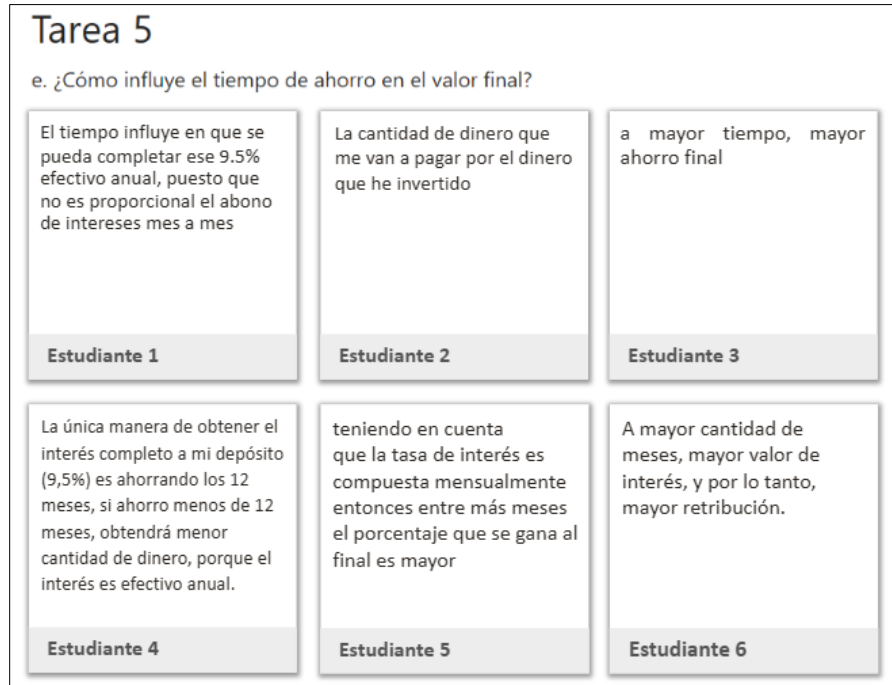 Tarea 5
e. ¿Cómo influye el tiempo de ahorro en el valor final?
El tiempo influye en que se
pueda completar ese 9.5%
efectivo anual, puesto que
no es proporcional el abono
de intereses mes a mes
Estudiante 1
La cantidad de dinero que
me van a pagar por el dinero
que he invertido
Estudiante 2
a mayor tiempo, mayor
ahorro final
Estudiante 3
La única manera de obtener el
interés completo a mi depósito
(9,5%) es ahorrando los 12
meses, si ahorro menos de 12
meses, obtendrá menor
cantidad de dinero, porque el
interés es efectivo anual.
Estudiante 4
teniendo en cuenta
que la tasa de interés es
compuesta mensualmente
entonces entre más meses
el porcentaje que se gana al
final es mayor
Estudiante 5
A mayor cantidad de
meses, mayor valor de
interés, y por lo tanto,
mayor retribución.
Estudiante 6